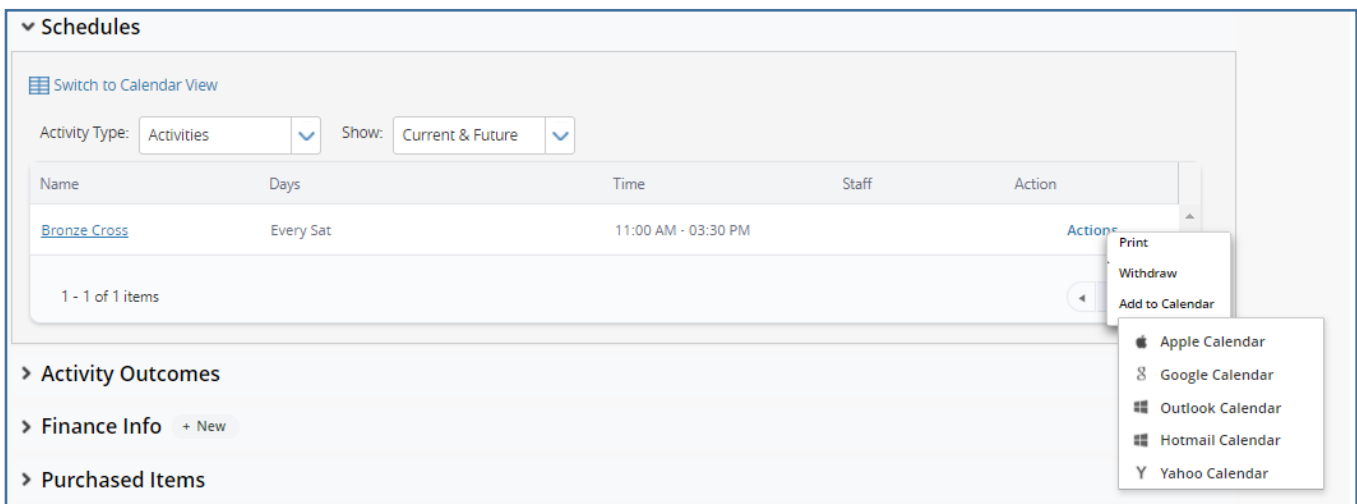 Schedules
Switch to Calendar View
Activity Type: Activities Show: Current & Future
Name Days Time Staff Action
Bronze Cross Every Sat 11:00 AM - 03:30 PM Actions
Print
Withdraw
1 - 1 of 1 items
Add to Calendar
Apple Calendar
Google Calendar
Outlook Calendar
Hotmail Calendar
Yahoo Calendar
Activity Outcomes
Finance Info + New
Purchased Items